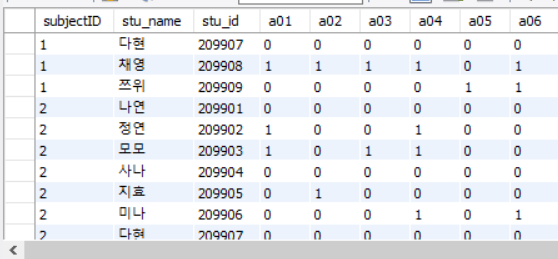 subjectID stu_name stu_id a01 a02 a03 a04 a05 a06
1 다현 209907 0 0 0 0 0 0
1 채영 209908 1 1 1 1 0 1
1 쯔위 209909 0 0 0 0 1 1
2 나연 209901 0 0 0 0 0 0
2 정연 209902 1 0 0 1 0 0
2 모모 209903 1 0 1 1 0 0
2 사나 209904 0 0 0 0 0 0
2 지효 209905 0 1 0 0 0 0
2 미나 209906 0 0 0 1 0 1
2 다현 209907 0 0 0 0 0 0